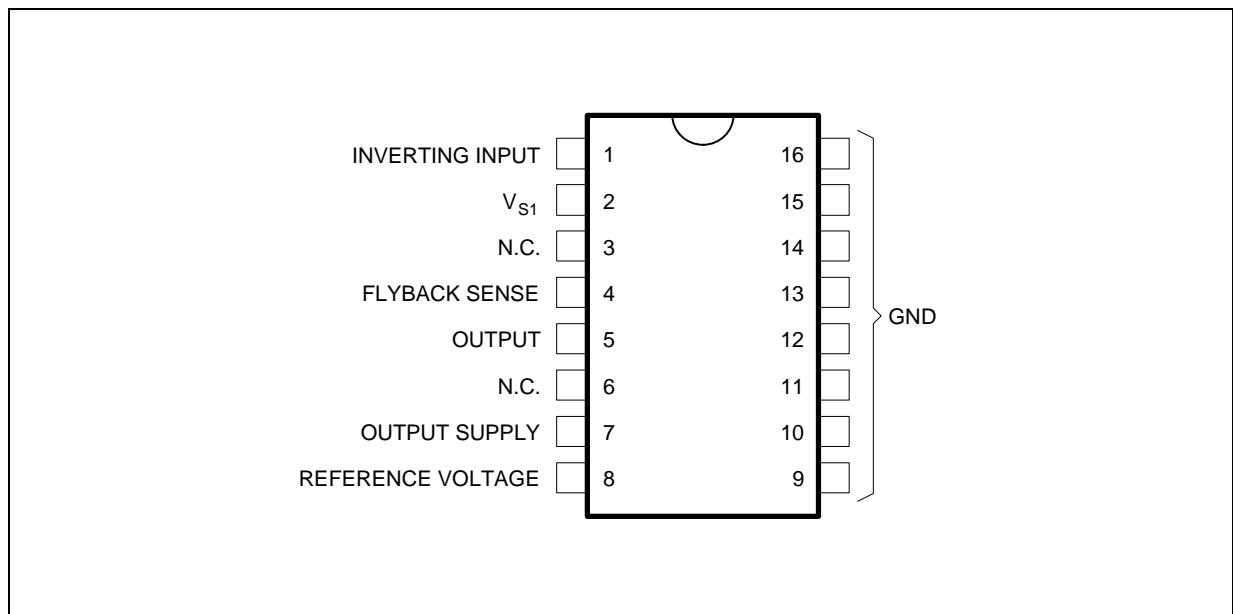 INVERTING INPUT 1 16
V_S1 2 15
N.C. 3 14
FLYBACK SENSE 4 13
OUTPUT 5 12
N.C. 6 11
OUTPUT SUPPLY 7 10
REFERENCE VOLTAGE 8 9
GND